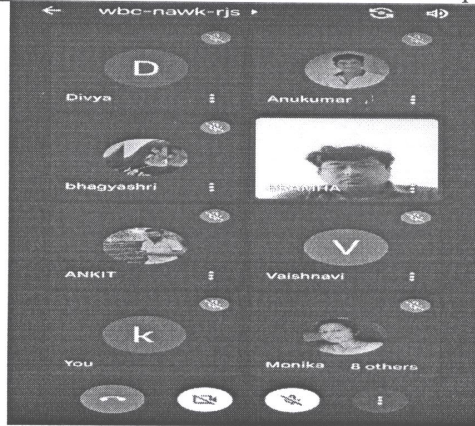 wbc-nawk-rjs
D
Divya
Anukumar
bhagyashri
ANKIT
V
Vaishnavi
k
You
Monika 8 others